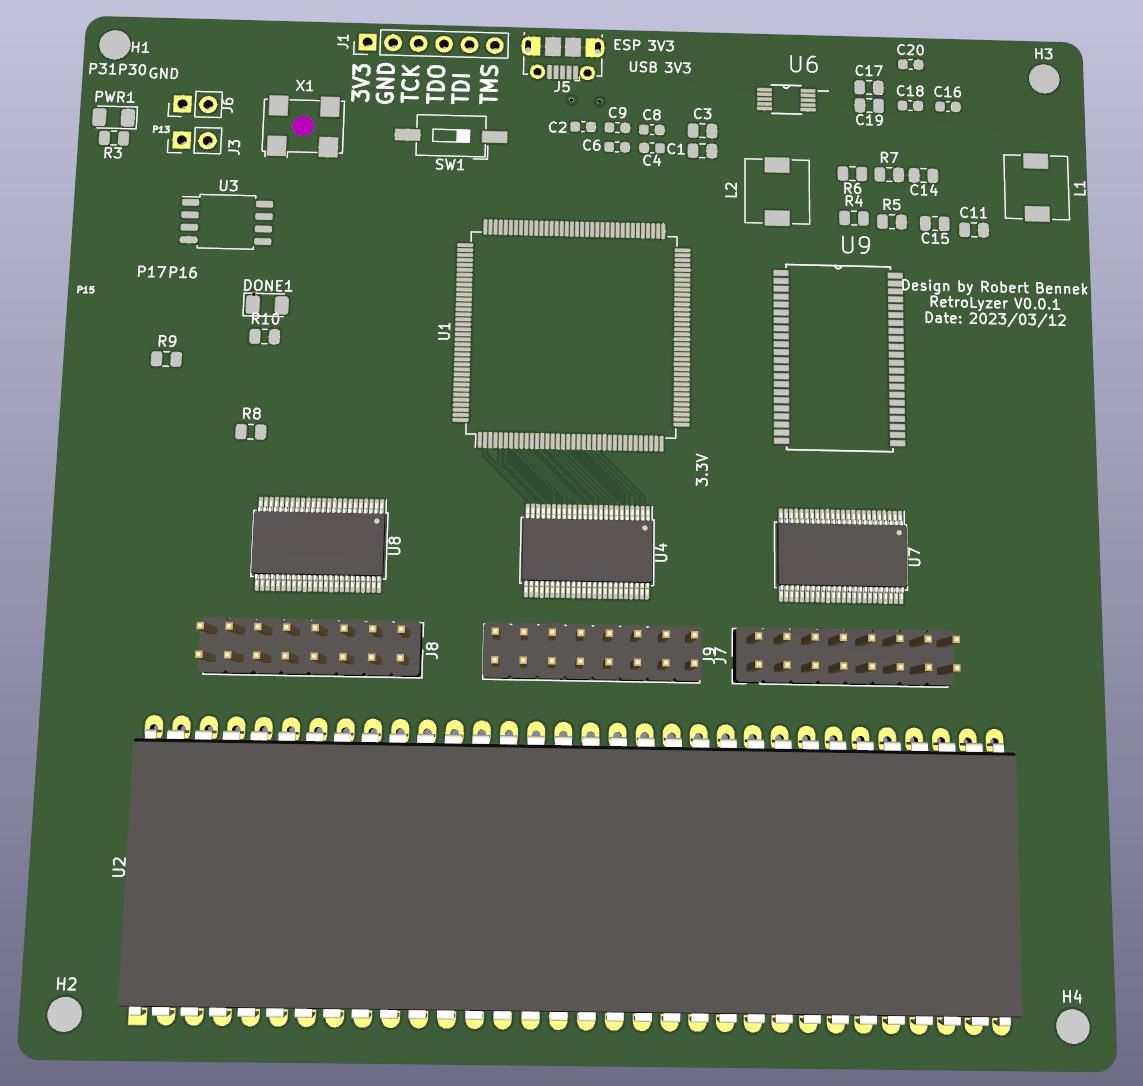 H1
P31P30
GND
J1
ESP 3V3
USB 3V3
H3
C20
U6
PWR1
X1
3V3
GND
TCK
TDO
TDI
TMS
J5
C17
C18
C16
C19
J6
P13
J3
R3
SW1
C2
C9
C8
C3
C6
C4
C1
L2
R7
R6
C14
L1
U3
R4
R5
C15
C11
U9
P17P16
P15
DONE1
R10
R9
U1
Design by Robert Bennek
RetroLyzer V0.0.1
Date: 2023/03/12
R8
3.3V
U8
U4
U7
J8
J9
J7
U2
H2
H4